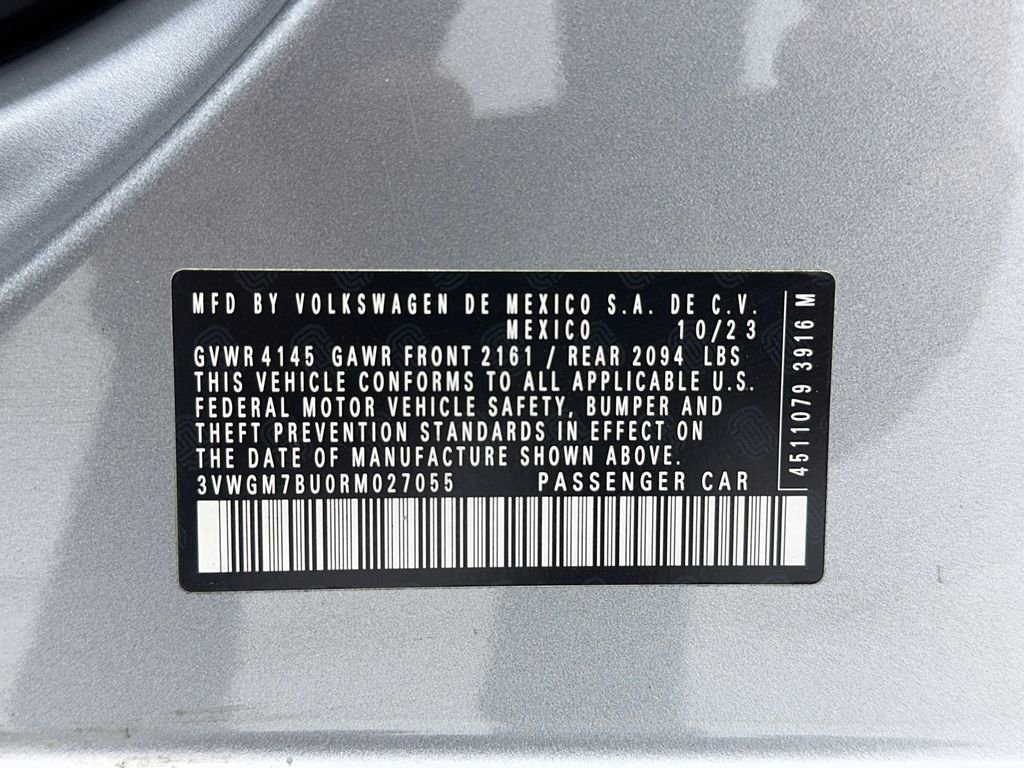 MFD BY VOLKSWAGEN DE MEXICO S.A. DE C.V.
MEXICO 10/23
GVWR 4145 GAWR FRONT 2161 / REAR 2094 LBS
THIS VEHICLE CONFORMS TO ALL APPLICABLE U.S.
FEDERAL MOTOR VEHICLE SAFETY, BUMPER AND
THEFT PREVENTION STANDARDS IN EFFECT ON
THE DATE OF MANUFACTURE SHOWN ABOVE.
3VWGM7BU0RM027055 PASSENGER CAR
4511079 3916 M